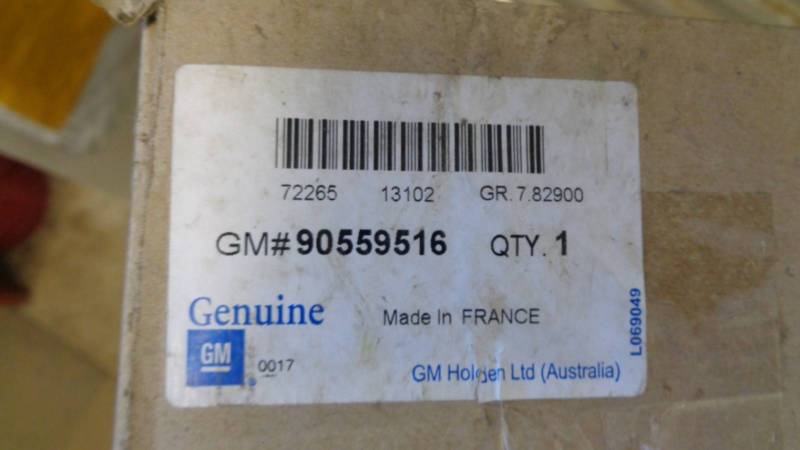 72265 13102 GR. 7.82900
GM# 90559516 QTY. 1
Genuine Made In FRANCE
GM 0017
GM Holden Ltd (Australia)
L069049